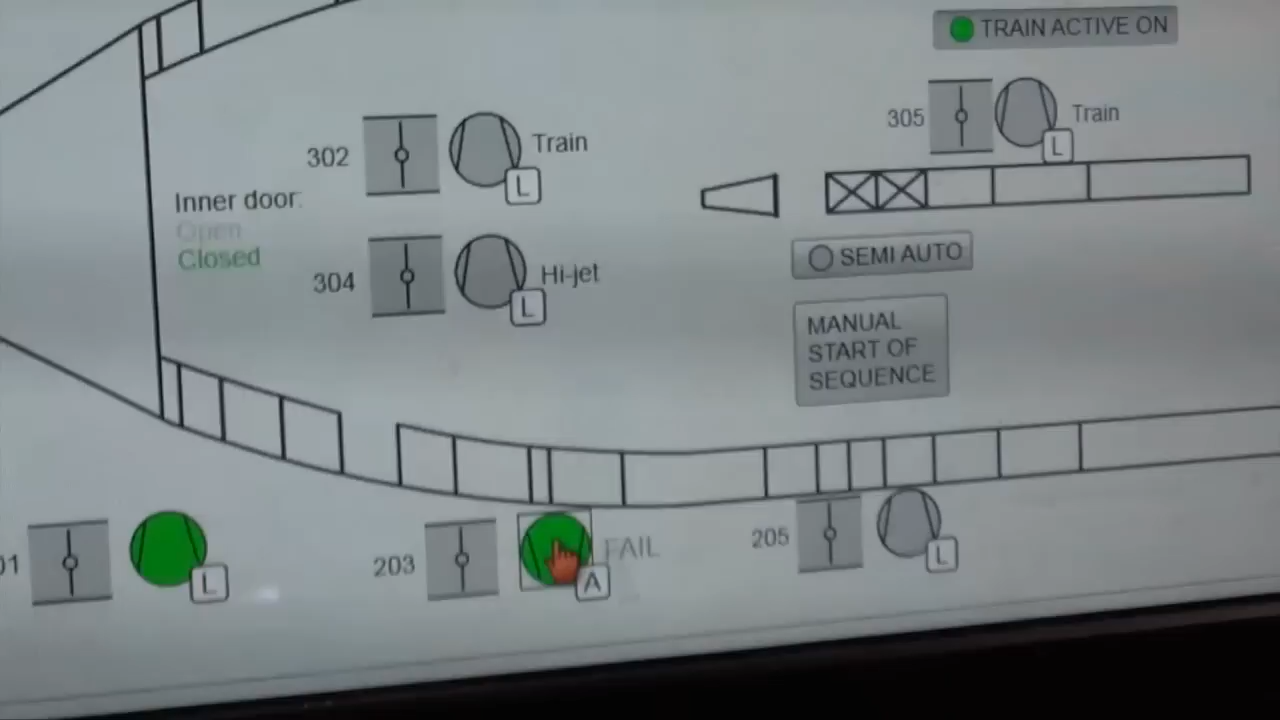 TRAIN ACTIVE ON
305
L
Train
302
L
Train
Inner door:
Open
Closed
304
L
Hi-jet
SEMI AUTO
MANUAL
START OF
SEQUENCE
01
L
203
A
FAIL
205
L